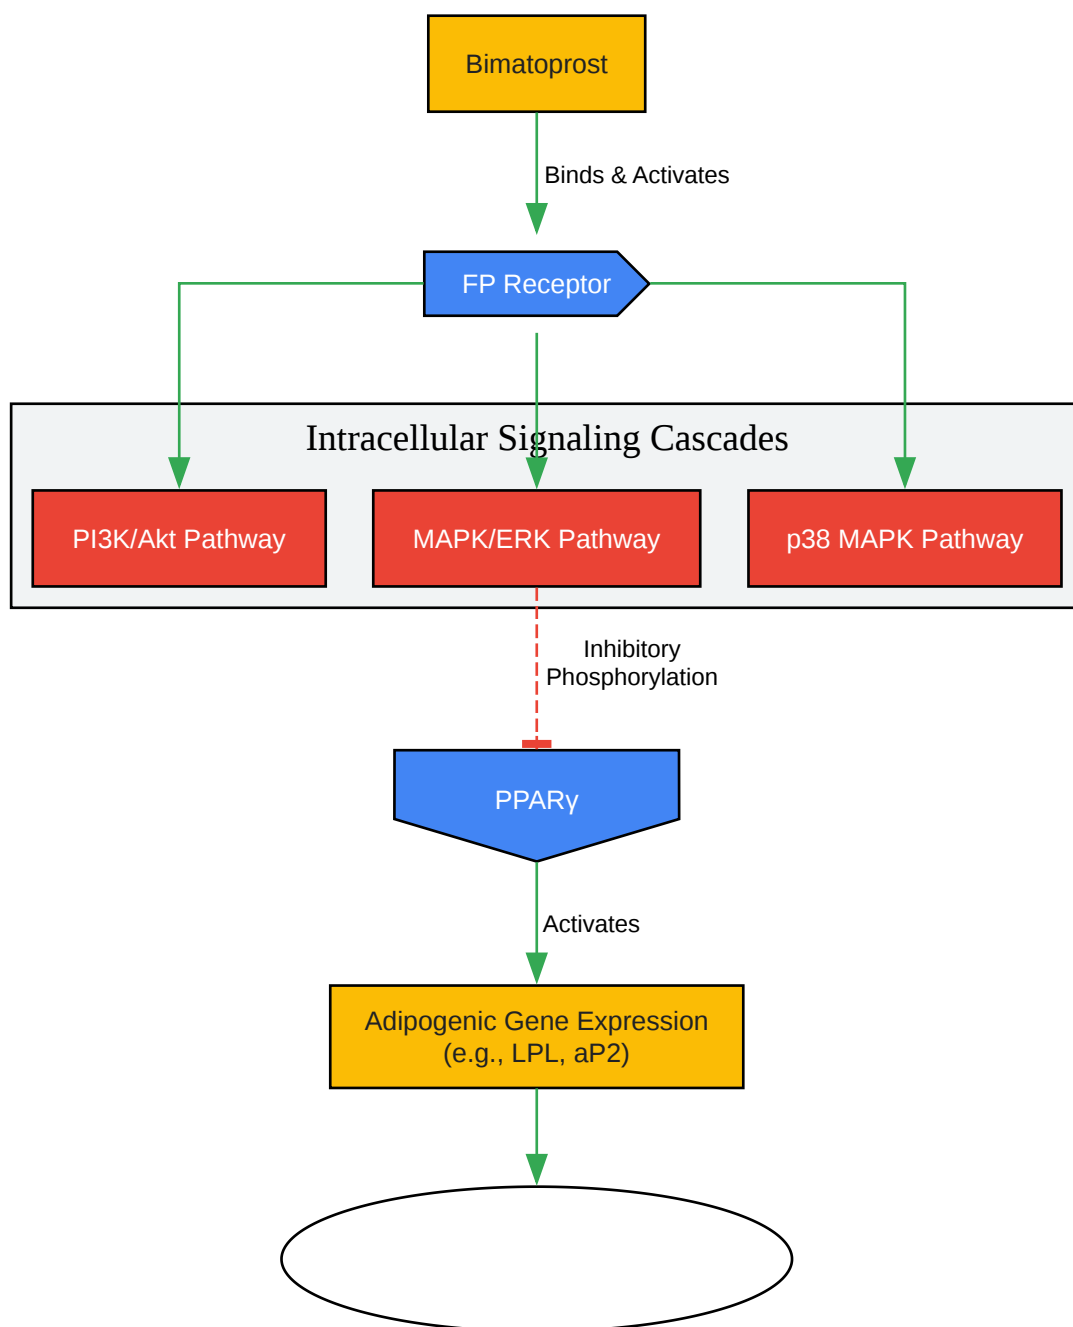 Bimatoprost
Binds & Activates
FP Receptor
Intracellular Signaling Cascades
PI3K/Akt Pathway
MAPK/ERK Pathway
p38 MAPK Pathway
Inhibitory
Phosphorylation
PPARγ
Activates
Adipogenic Gene Expression
(e.g., LPL, aP2)